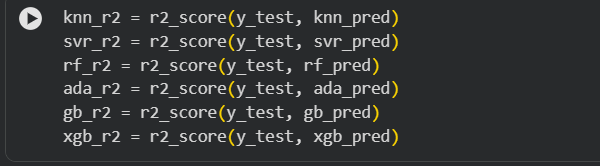 knn_r2 = r2_score(y_test, knn_pred)
svr_r2 = r2_score(y_test, svr_pred)
rf_r2 = r2_score(y_test, rf_pred)
ada_r2 = r2_score(y_test, ada_pred)
gb_r2 = r2_score(y_test, gb_pred)
xgb_r2 = r2_score(y_test, xgb_pred)